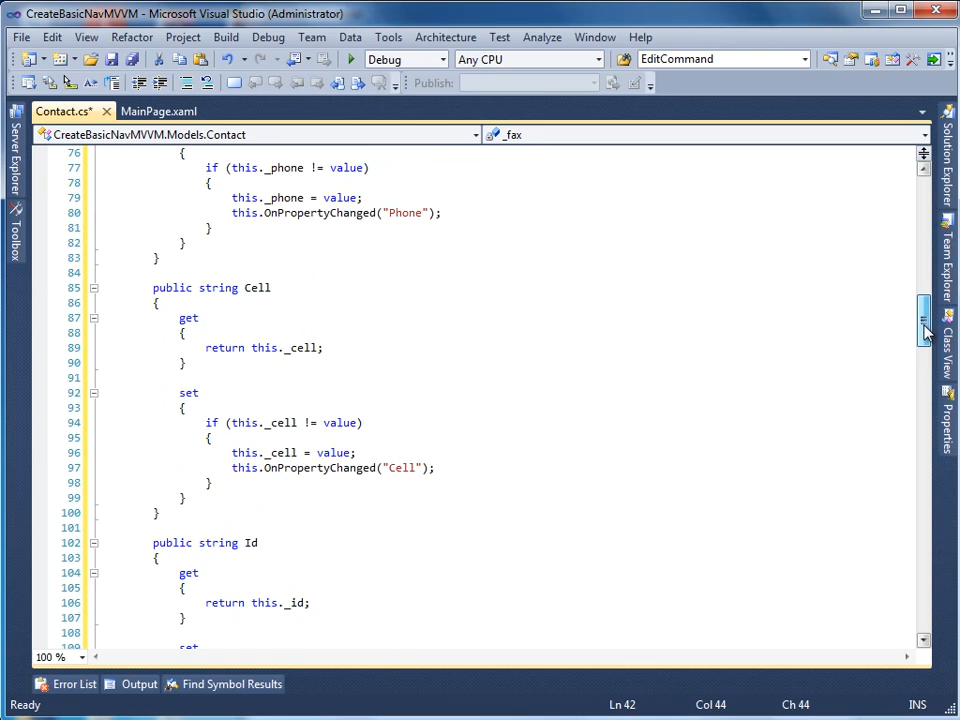 CreateBasicNavMVVM - Microsoft Visual Studio (Administrator)
File Edit View Refactor Project Build Debug Team Data Tools Architecture Test Analyze Window Help
Debug Any CPU EditCommand
Publish:
Contact.cs* MainPage.xaml
CreateBasicNavMVVM.Models.Contact _fax
Server Explorer
Toolbox
Solution Explorer
Team Explorer
Class View
Properties
76 {
77 if (this._phone != value)
78 {
79 this._phone = value;
80 this.OnPropertyChanged("Phone");
81 }
82 }
83 }
84
85 public string Cell
86 {
87 get
88 {
89 return this._cell;
90 }
91
92 set
93 {
94 if (this._cell != value)
95 {
96 this._cell = value;
97 this.OnPropertyChanged("Cell");
98 }
99 }
100 }
101
102 public string Id
103 {
104 get
105 {
106 return this._id;
107 }
108
109 set
100 %
Error List Output Find Symbol Results
Ready Ln 42 Col 44 Ch 44 INS